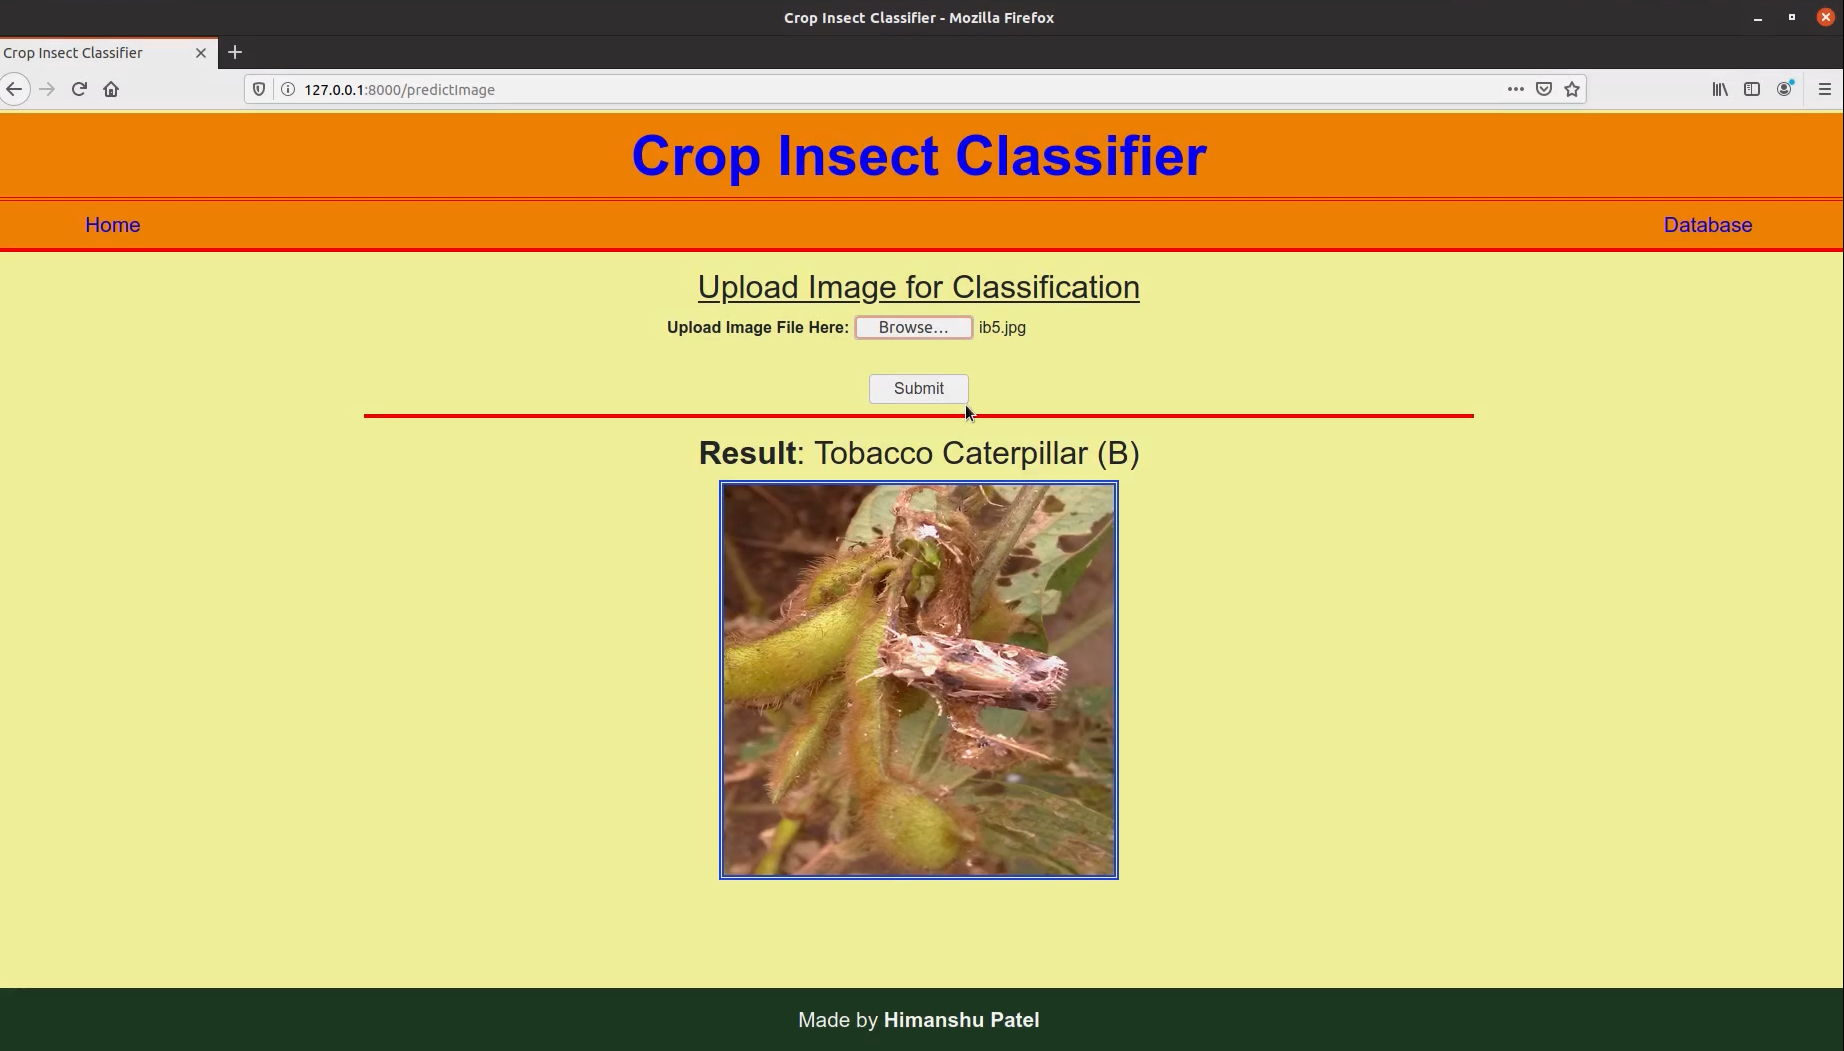 Crop Insect Classifier - Mozilla Firefox
Crop Insect Classifier
127.0.0.1:8000/predictImage
Crop Insect Classifier
Home
Database
Upload Image for Classification
Upload Image File Here: Browse... ib5.jpg
Submit
Result: Tobacco Caterpillar (B)
Made by Himanshu Patel